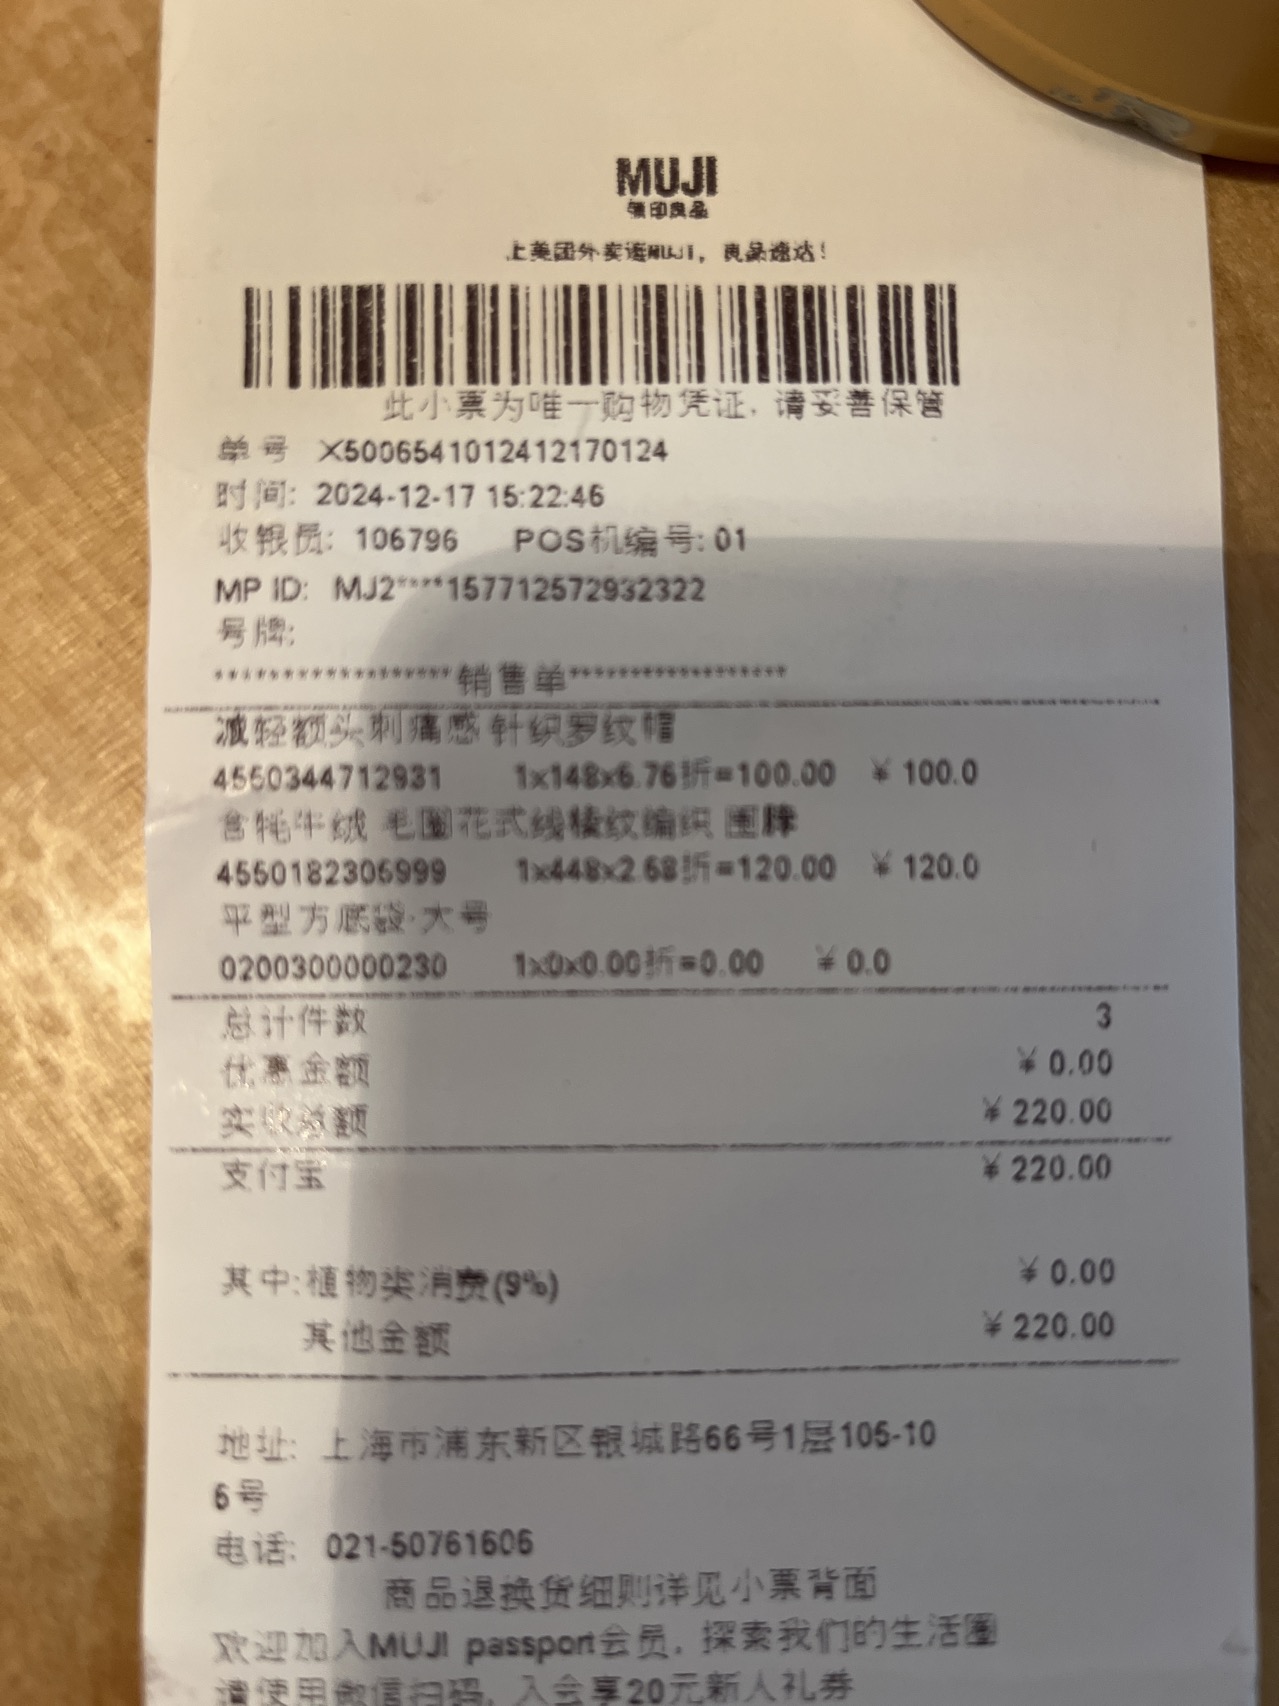 MUJI
無印良品
上美团外卖逛MUJI，良品速达！
此小票为唯一购物凭证，请妥善保管
单号 X5006541012412170124
时间: 2024-12-17 15:22:46
收银员: 106796 POS机编号: 01
MP ID: MJ2****157712572932322
号牌:
********************销售单********************
减轻额头刺痛感 针织罗纹帽
4550344712931 1x148x6.76折=100.00 ¥ 100.0
含牦牛绒 毛圈花式线棱纹编织 围脖
4550182306999 1x448x2.68折=120.00 ¥ 120.0
平型方底袋·大号
0200300000230 1x0x0.00折=0.00 ¥ 0.0
总计件数 3
优惠金额 ¥ 0.00
实收总额 ¥ 220.00
支付宝 ¥ 220.00
其中:植物类消费(9%) ¥ 0.00
其他金额 ¥ 220.00
地址: 上海市浦东新区银城路66号1层105-10
6号
电话: 021-50761606
商品退换货细则详见小票背面
欢迎加入MUJI passport会员，探索我们的生活圈
请使用微信扫码，入会享20元新人礼券